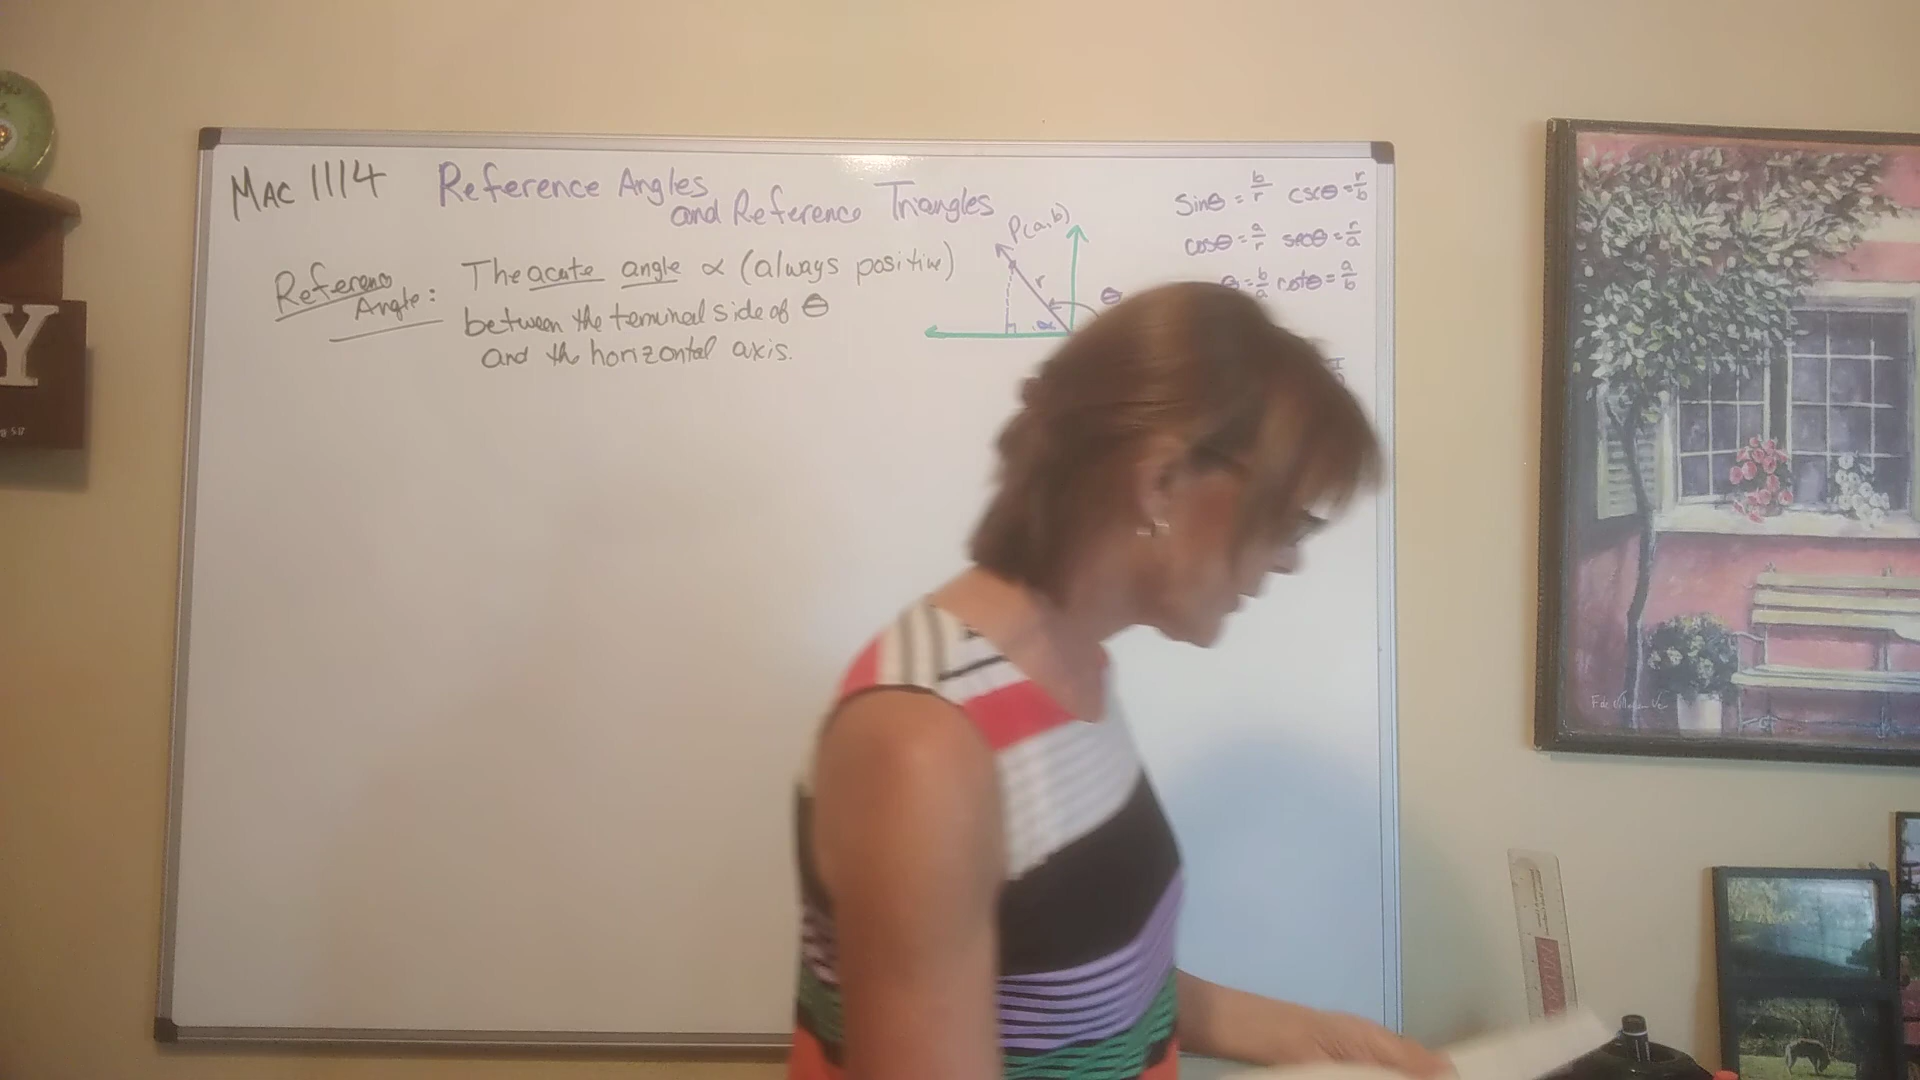 MAC 1114
Reference Angles
and Reference Triangles
Reference
Angle:
The acute angle α (always positive)
between the terminal side of θ
and the horizontal axis.
P(a,b)
r
θ
α
Sinθ = b/r cscθ = r/b
cosθ = a/r secθ = r/a
θ = b/a cotθ = a/b
Y